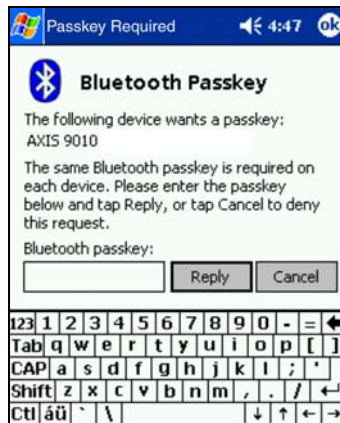 Passkey Required 4:47 ok
Bluetooth Passkey
The following device wants a passkey:
AXIS 9010
The same Bluetooth passkey is required on
each device. Please enter the passkey
below and tap Reply, or tap Cancel to deny
this request.
Bluetooth passkey:
Reply Cancel
123 1 2 3 4 5 6 7 8 9 0 - = ←
Tab q w e r t y u i o p [ ]
CAP a s d f g h j k l ; '
Shift z x c v b n m , . / ↵
Ctl áü ` \ ↓ ↑ ← →